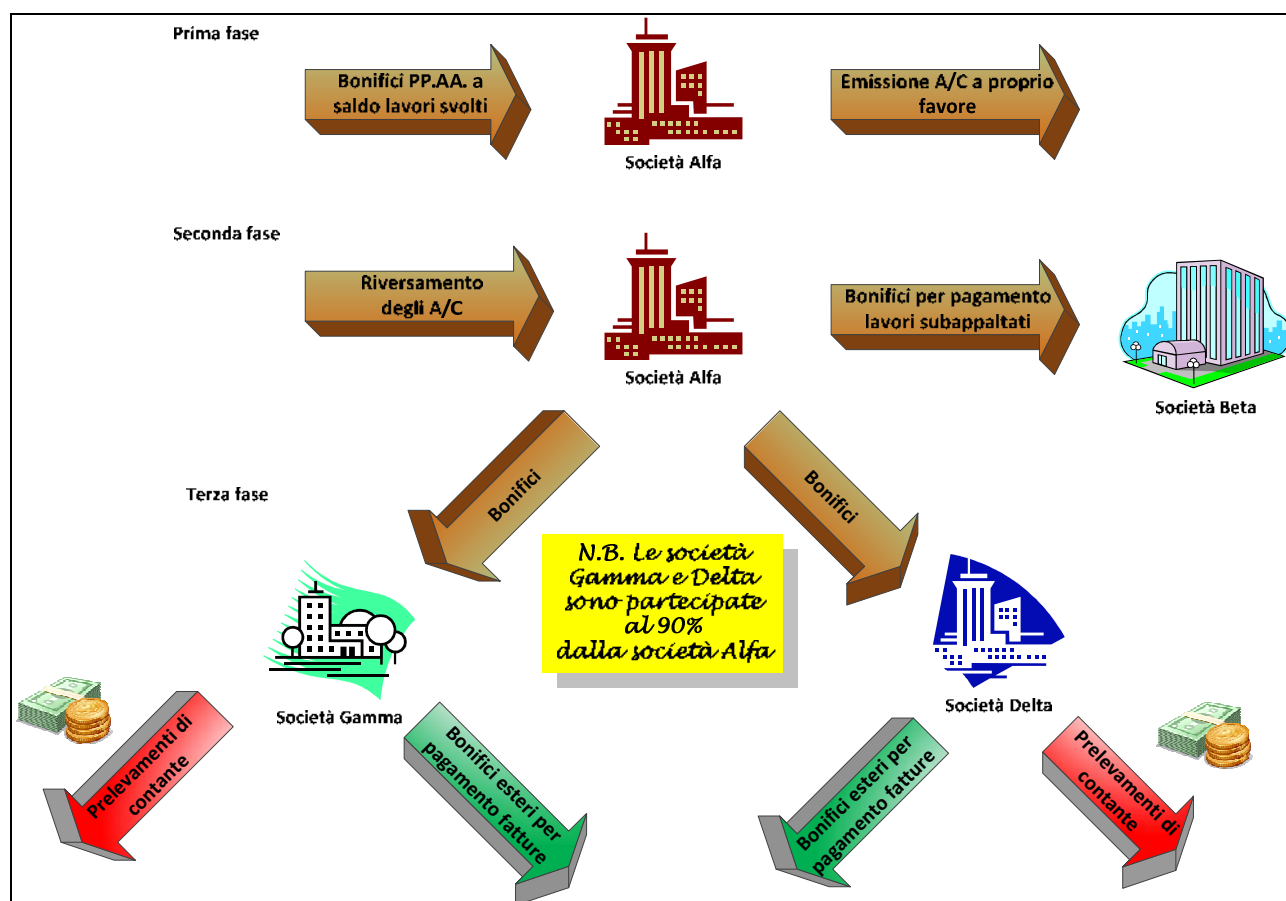 Prima fase
Bonifici PP.AA. a
saldo lavori svolti
Emissione A/C a proprio
favore
Società Alfa
Seconda fase
Riversamento
degli A/C
Bonifici per pagamento
lavori subappaltati
Società Alfa
Società Beta
Terza fase
Bonifici
Bonifici
N.B. Le società
Gamma e Delta
sono partecipate
al 90%
dalla società Alfa
Società Gamma
Società Delta
Prelevamenti di
contante
Bonifici esteri per
pagamento fatture
Bonifici esteri per
pagamento fatture
Prelevamenti di
contante